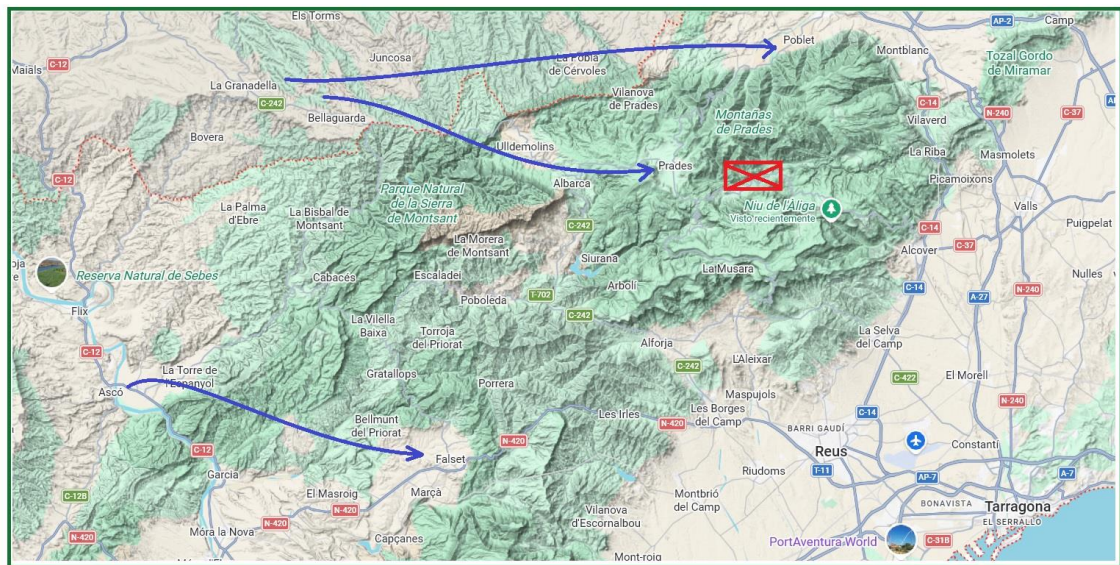 Els Torms
AP-2
Camp
Maials
C-12
Juncosa
La Pobla
de Cérvoles
Poblet
Montblanc
Tozal Gordo
de Miramar
La Granadella
C-242
Bellaguarda
Vilanova
de Prades
Montañas
de Prades
C-14
Vilaverd
N-240
C-37
Bovera
Ulldemolins
La Riba
Masmolets
C-12
Prades
Picamoixons
Parque Natural
de la Sierra
de Montsant
Albarca
Niu de l'Àliga
Visto recientemente
Valls
La Palma
d'Ebre
La Bisbal de
Montsant
C-242
C-14
Puigpelat
La Morera
de Montsant
Alcover
C-37
Siurana
Reserva Natural de Sebes
Cabacés
Escaladei
La Musara
Nulles
Arbolí
C-14
N-240
Poboleda
T-702
A-27
Flix
C-242
La Vilella
Baixa
Torroja
del Priorat
La Selva
del Camp
Alforja
C-12
L'Aleixar
La Torre de
l'Espanyol
Gratallops
C-242
El Morell
Ascó
Porrera
C-422
Maspujols
N-240
Les Irles
Les Borges
del Camp
C-14
Bellmunt
del Priorat
N-420
BARRI GAUDÍ
N-420
Constantí
C-12
Falset
Reus
Garcia
T-11
Riudoms
AP-7
A-7
C-12B
El Masroig
Marçà
Montbrió
del Camp
BONAVISTA
N-420
Vilanova
d'Escornalbou
Tarragona
EL SERRALLO
N-420
Móra la Nova
N-420
Capçanes
PortAventura World
C-31B
Mont-roig